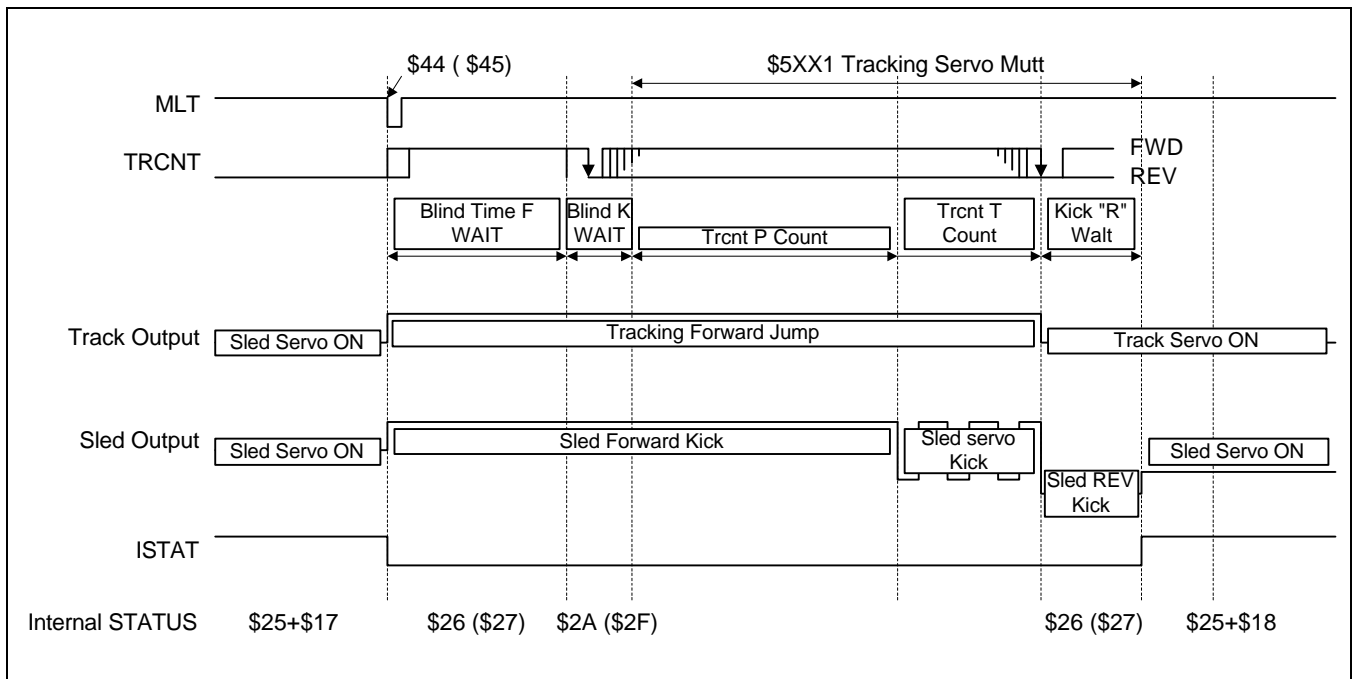 $44 ( $45)
$5XX1 Tracking Servo Mutt
MLT
TRCNT
FWD
REV
Blind Time F
WAIT
Blind K
WAIT
Trcnt P Count
Trcnt T
Count
Kick "R"
Walt
Track Output
Sled Servo ON
Tracking Forward Jump
Track Servo ON
Sled Output
Sled Servo ON
Sled Forward Kick
Sled servo
Kick
Sled REV
Kick
Sled Servo ON
ISTAT
Internal STATUS
$25+$17
$26 ($27)
$2A ($2F)
$26 ($27)
$25+$18